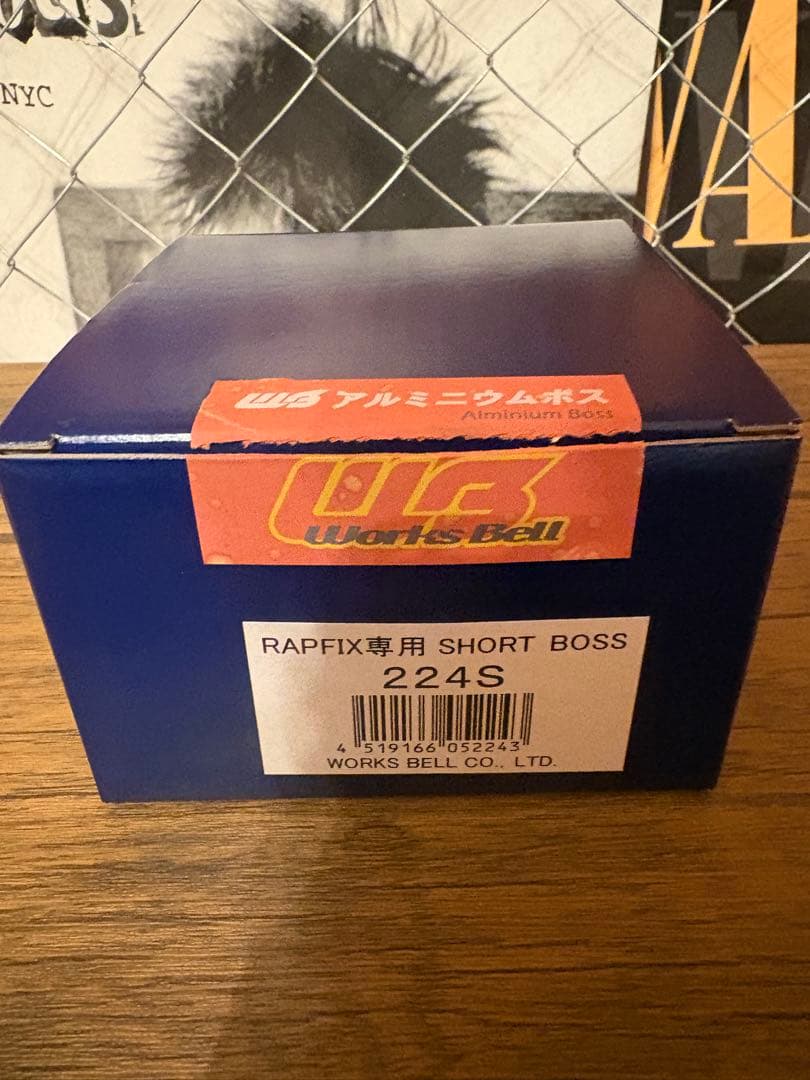 NYC
WB アルミニウムボス
Alminium Boss
WB
Works Bell
RAPFIX専用 SHORT BOSS
224S
4 519166 052243
WORKS BELL CO., LTD.